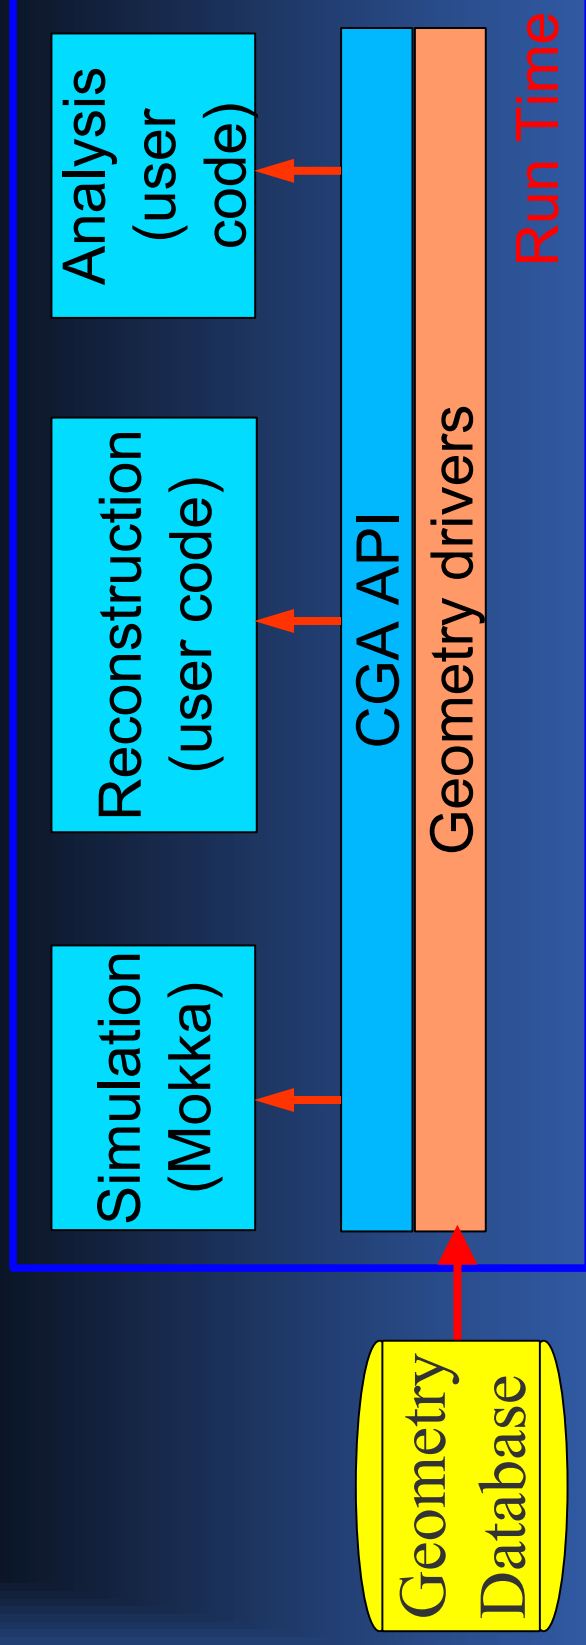 Simulation
(Mokka)
Reconstruction
(user code)
Analysis
(user
code)
CGA API
Geometry drivers
Run Time
Geometry
Database